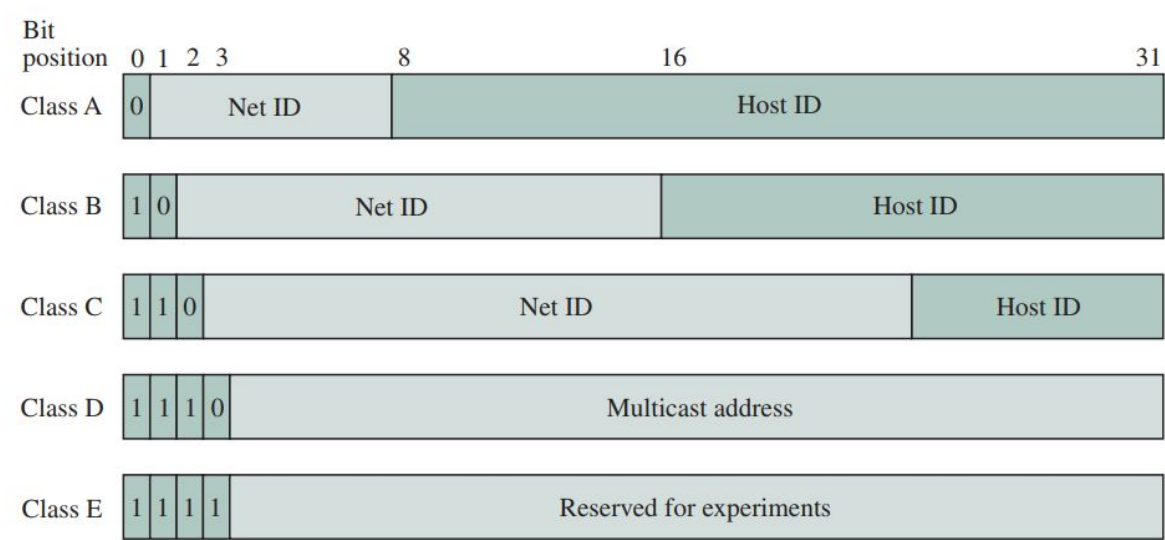 Bit
position 0 1 2 3 8 16 31
Class A 0 Net ID Host ID
Class B 1 0 Net ID Host ID
Class C 1 1 0 Net ID Host ID
Class D 1 1 1 0 Multicast address
Class E 1 1 1 1 Reserved for experiments